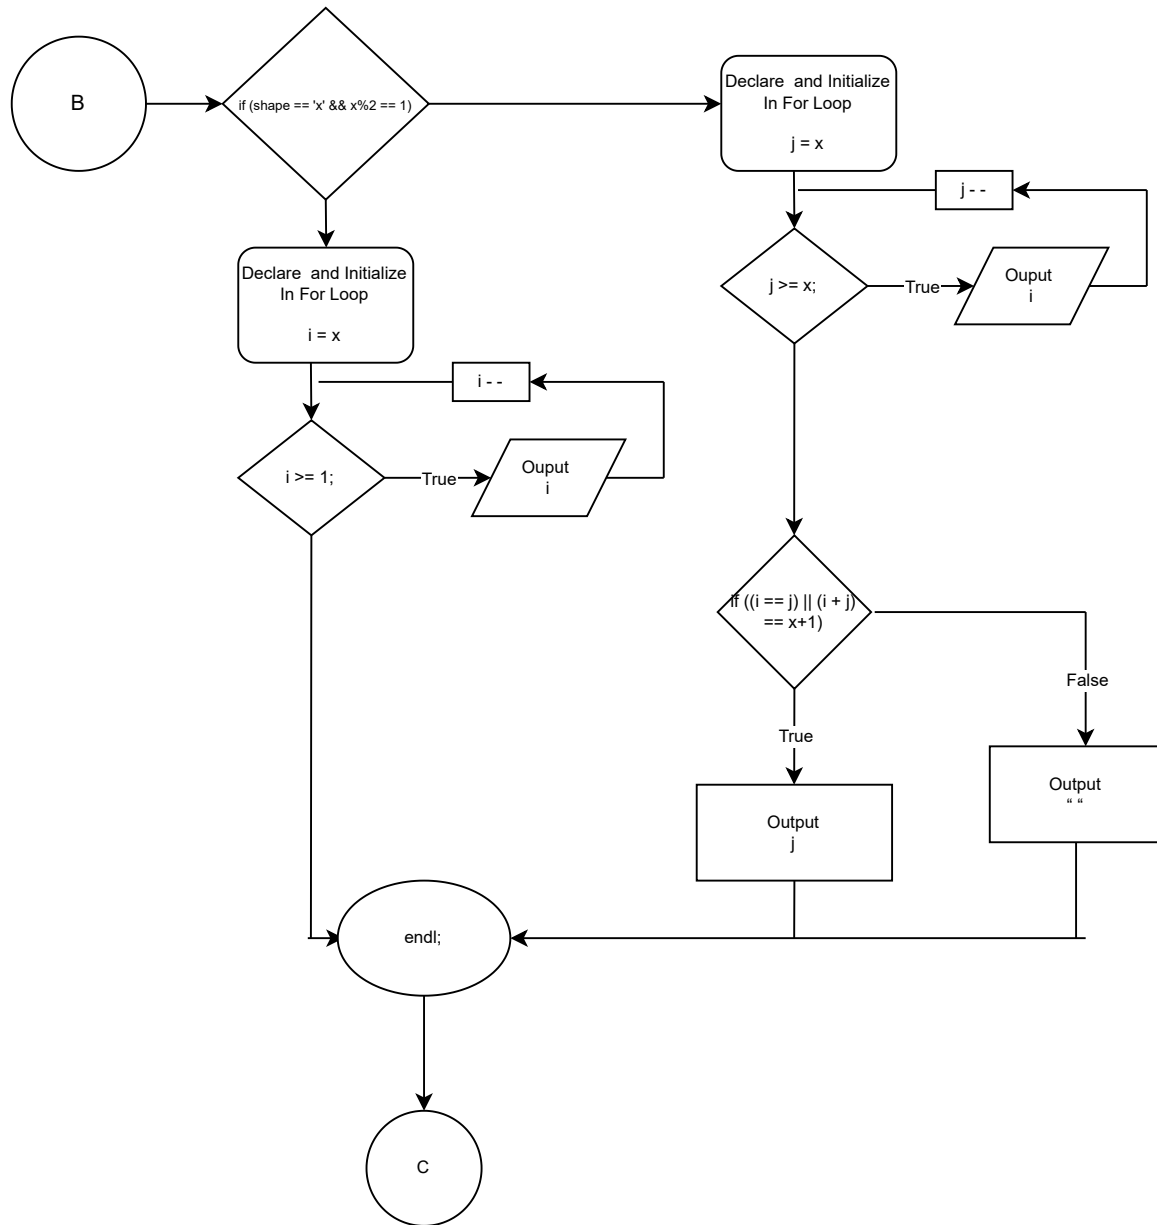 B
if (shape == 'x' && x%2 == 1)
Declare and Initialize
In For Loop
j = x
j - -
j >= x;
True
Ouput
i
Declare and Initialize
In For Loop
i = x
i - -
i >= 1;
True
Ouput
i
if ((i == j) || (i + j)
== x+1)
False
True
Output
j
Output
“ “
endl;
C